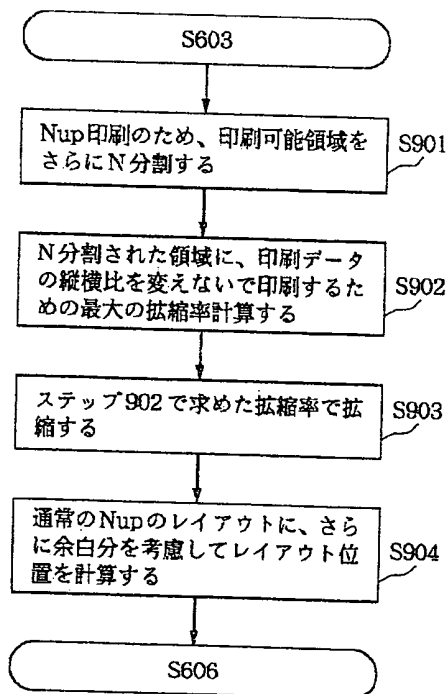 S603
Nup印刷のため、印刷可能領域を
さらにN分割する
S901
N分割された領域に、印刷データ
の縦横比を変えないで印刷するた
めの最大の拡縮率計算する
S902
ステップ902で求めた拡縮率で拡
縮する
S903
通常のNupのレイアウトに、さら
に余白分を考慮してレイアウト位
置を計算する
S904
S606